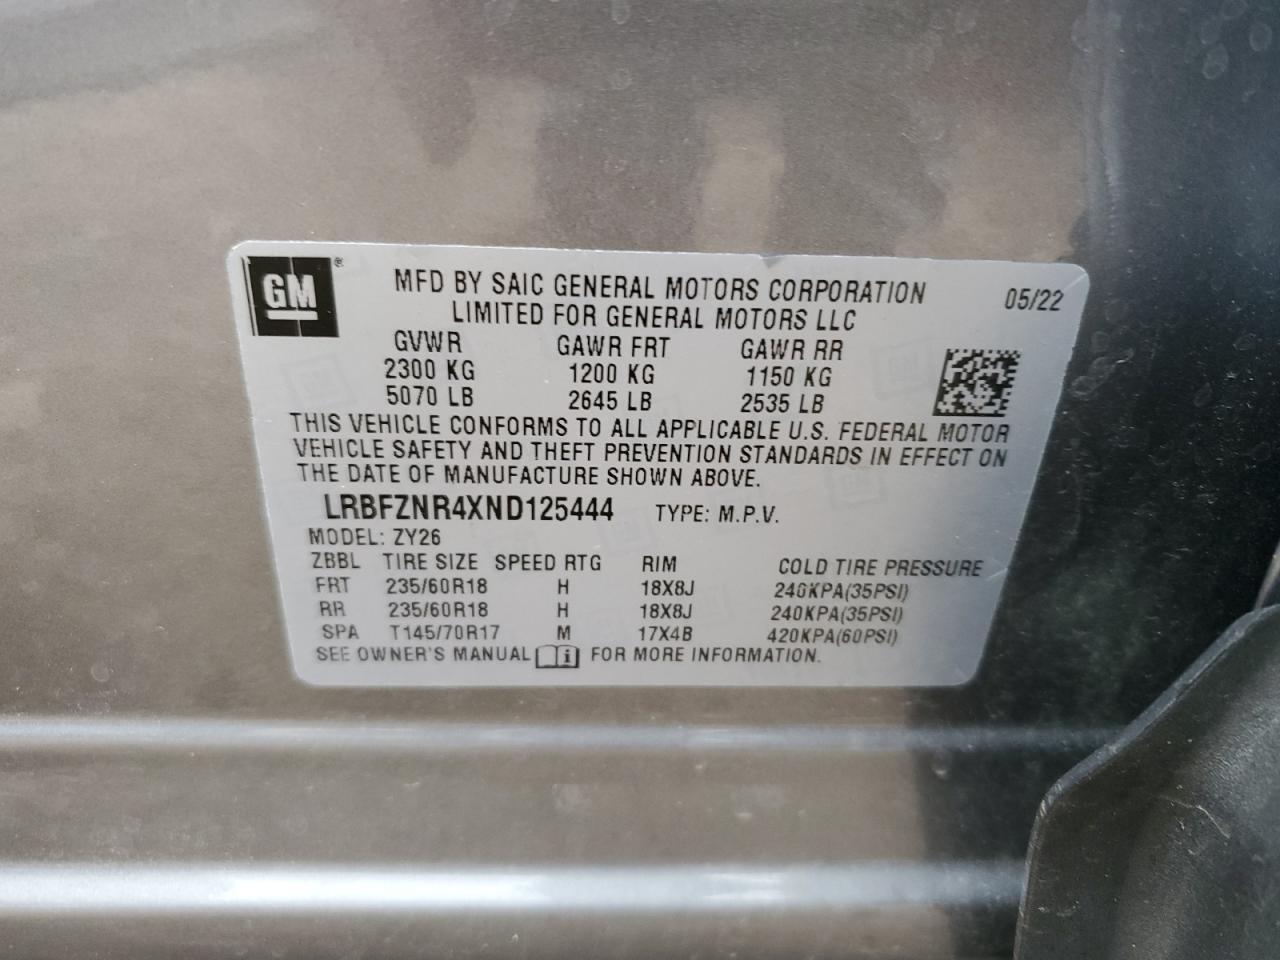 GM®
MFD BY SAIC GENERAL MOTORS CORPORATION 05/22
LIMITED FOR GENERAL MOTORS LLC
GVWR GAWR FRT GAWR RR
2300 KG 1200 KG 1150 KG
5070 LB 2645 LB 2535 LB
THIS VEHICLE CONFORMS TO ALL APPLICABLE U.S. FEDERAL MOTOR
VEHICLE SAFETY AND THEFT PREVENTION STANDARDS IN EFFECT ON
THE DATE OF MANUFACTURE SHOWN ABOVE.
LRBFZNR4XND125444 TYPE: M.P.V.
MODEL: ZY26
ZBBL TIRE SIZE SPEED RTG RIM COLD TIRE PRESSURE
FRT 235/60R18 H 18X8J 240KPA(35PSI)
RR 235/60R18 H 18X8J 240KPA(35PSI)
SPA T145/70R17 M 17X4B 420KPA(60PSI)
SEE OWNER'S MANUAL i FOR MORE INFORMATION.